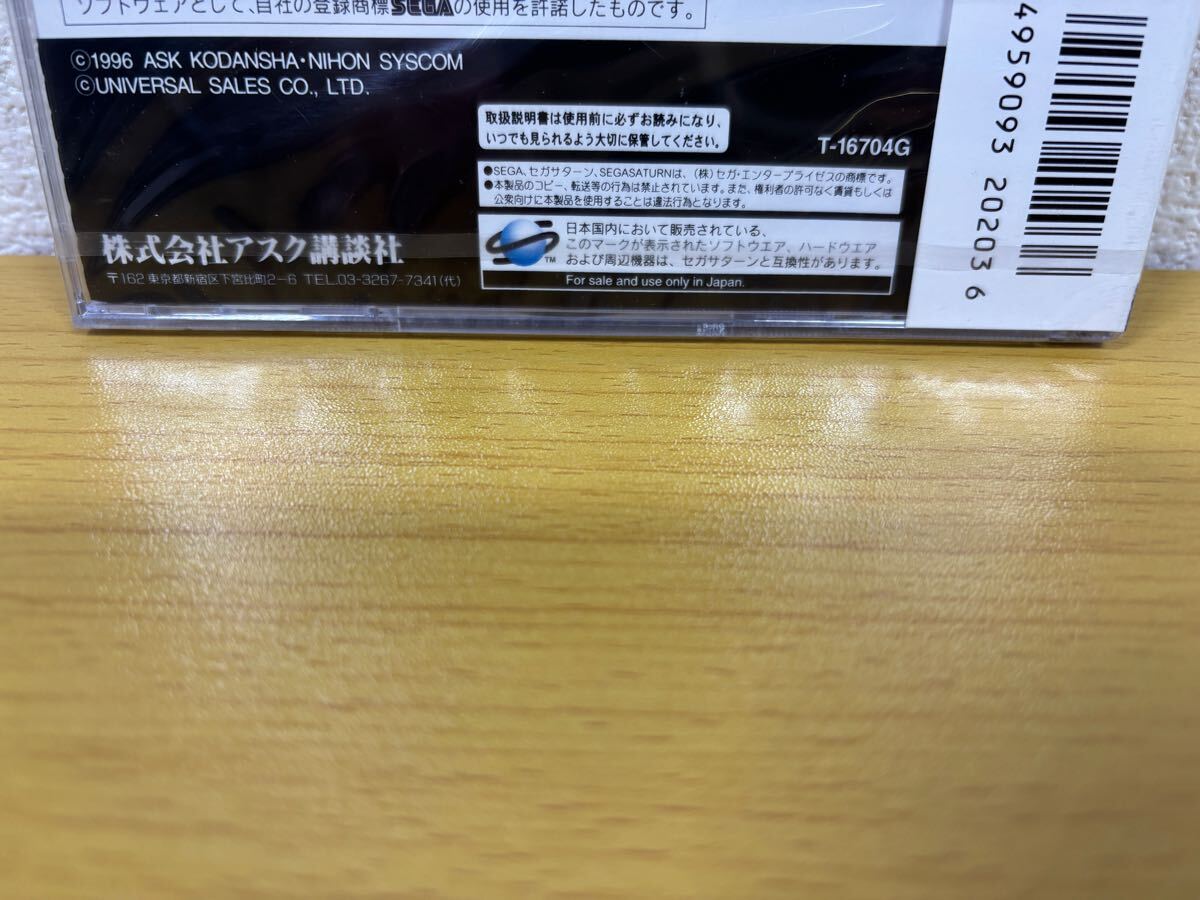 ソフトウェアとして、自社の登録商標SEGAの使用を許諾したものです。
©1996 ASK KODANSHA・NIHON SYSCOM
©UNIVERSAL SALES CO., LTD.
取扱説明書は使用前に必ずお読みになり、
いつでも見られるよう大切に保管してください。
T-16704G
●SEGA、セガサターン、SEGASATURNは、(株)セガ・エンタープライゼスの商標です。
●本製品のコピー、転送等の行為は禁止されています。また、権利者の許可なく賃貸もしくは
公衆向けに本製品を使用することは違法行為となります。
日本国内において販売されている、
このマークが表示されたソフトウエア、ハードウエア
および周辺機器は、セガサターンと互換性があります。
TM
For sale and use only in Japan.
株式会社アスク講談社
〒162 東京都新宿区下宮比町2-6 TEL.03-3267-7341(代)
4959093 202036